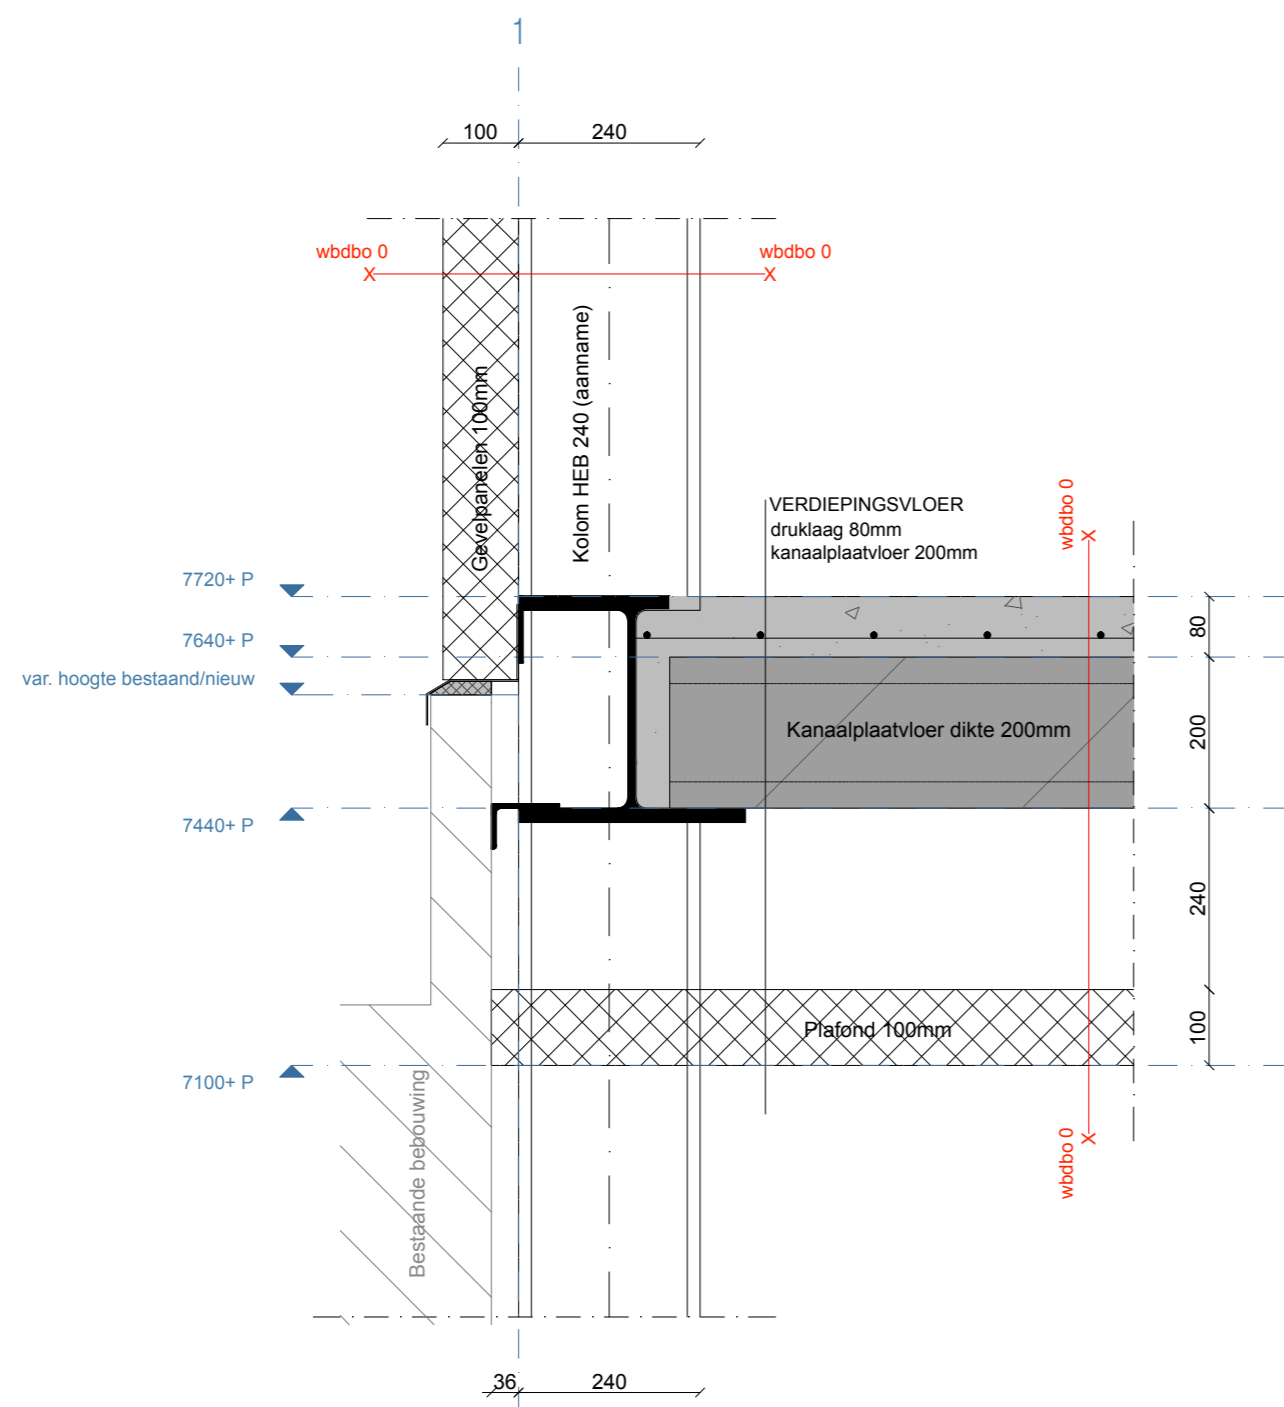 1
100
240
wbdbo 0
wbdbo 0
Gevelpanelen 100mm
Kolom HEB 240 (aanname)
VERDIEPINGSVLOER
druklaag 80mm
kanaalplaatvloer 200mm
wbdbo 0
7720+ P
7640+ P
80
var. hoogte bestaand/nieuw
Kanaalplaatvloer dikte 200mm
200
7440+ P
240
Plafond 100mm
100
7100+ P
Bestaande bebouwing
wbdbo 0
36
240